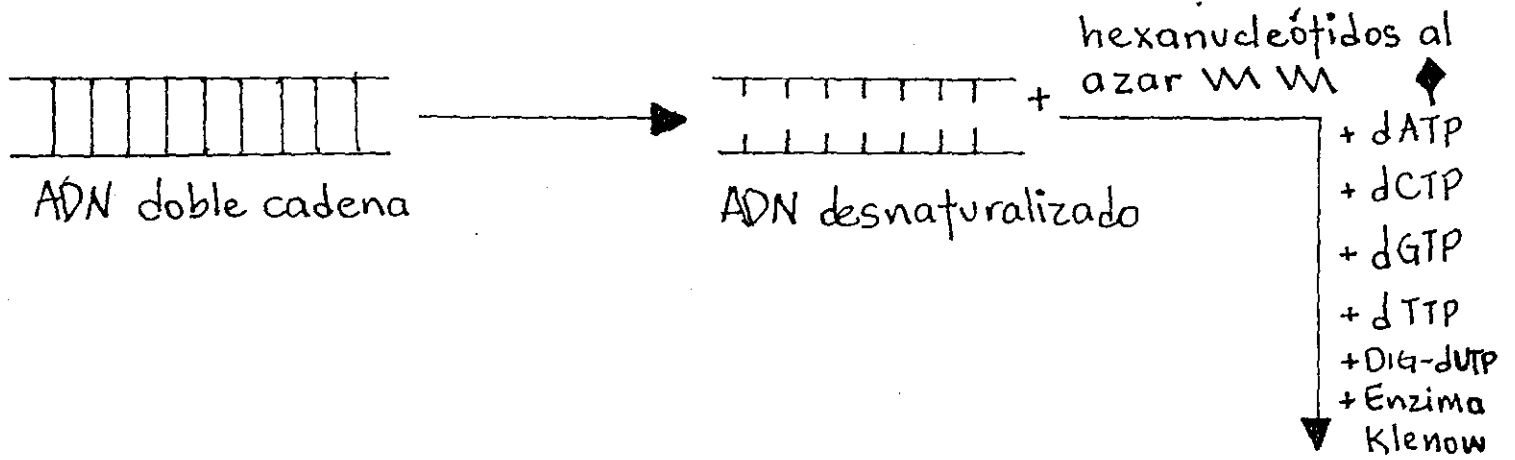 hexanucleótidos al
azar
+
+ dATP
ADN doble cadena
ADN desnaturalizado
+ dCTP
+ dGTP
+ dTTP
+ DIG-dUTP
+ Enzima
Klenow